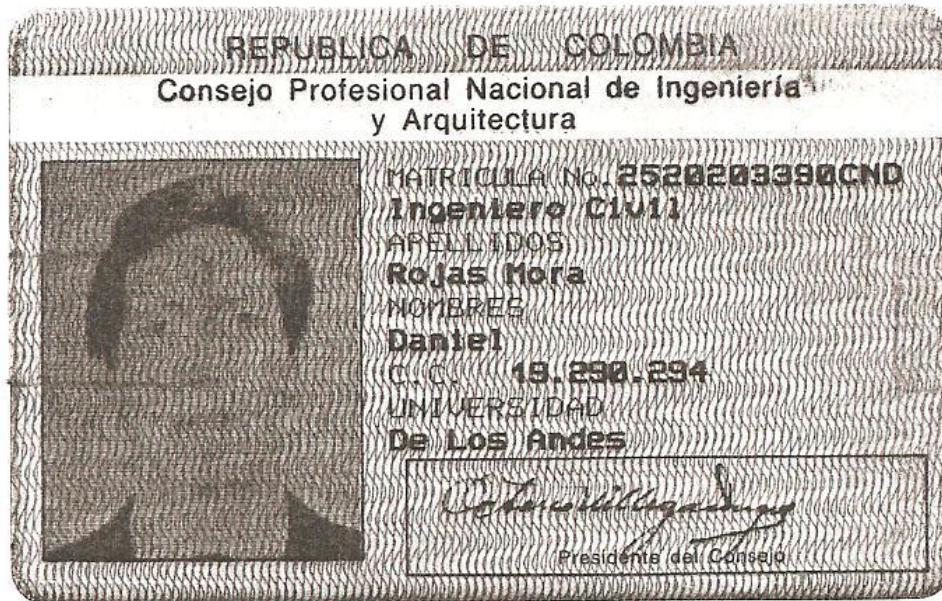 REPUBLICA DE COLOMBIA
Consejo Profesional Nacional de Ingeniería
y Arquitectura
MATRICULA No. 2520203390CND
Ingeniero Civil
APELLIDOS
Rojas Mora
NOMBRES
Daniel
C.C. 19.290.294
UNIVERSIDAD
De Los Andes
Presidente del Consejo